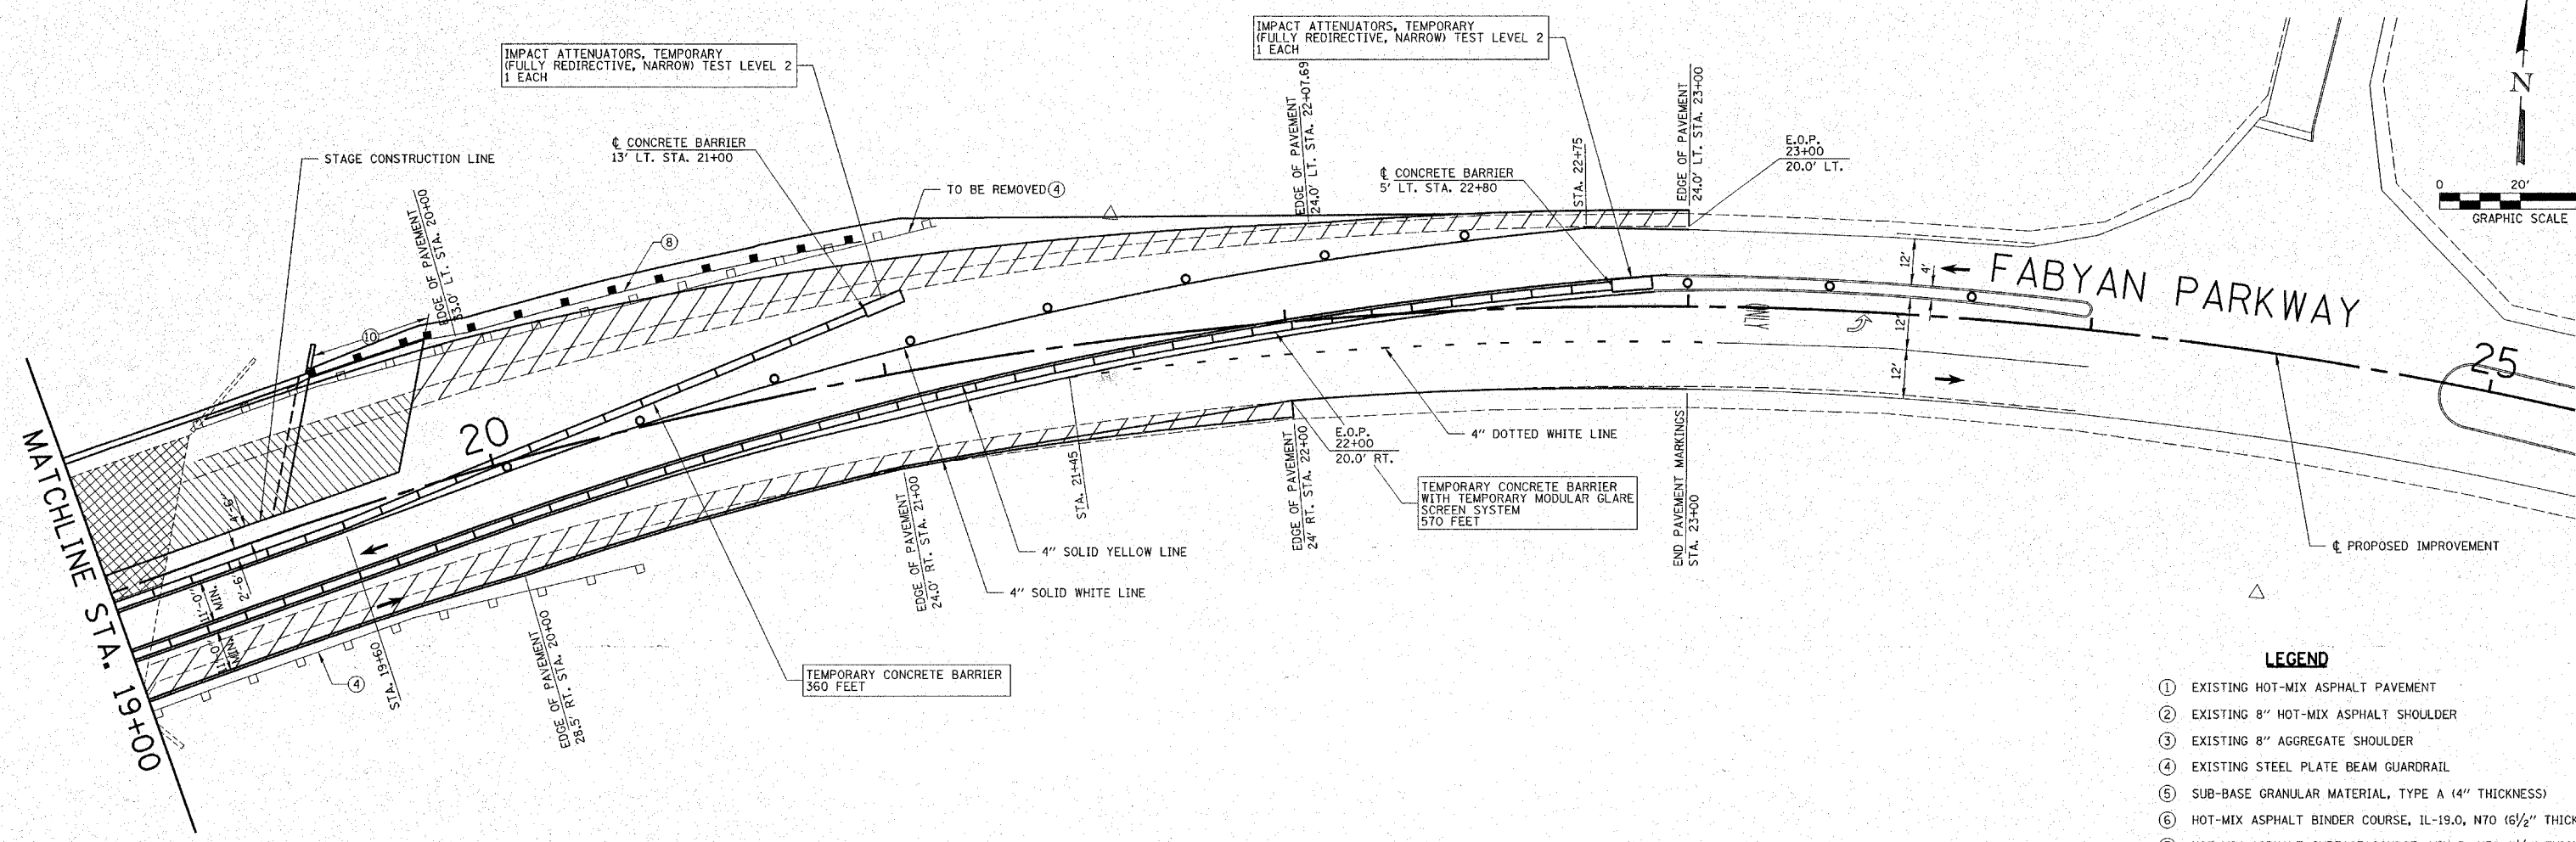 IMPACT ATTENUATORS, TEMPORARY
(FULLY REDIRECTIVE, NARROW) TEST LEVEL 2
1 EACH
IMPACT ATTENUATORS, TEMPORARY
(FULLY REDIRECTIVE, NARROW) TEST LEVEL 2
1 EACH
℄ CONCRETE BARRIER
13' LT. STA. 21+00
STAGE CONSTRUCTION LINE
EDGE OF PAVEMENT
33.0' LT. STA. 20+00
8
TO BE REMOVED 4
EDGE OF PAVEMENT
24.0' LT. STA. 22+07.69
℄ CONCRETE BARRIER
5' LT. STA. 22+80
STA. 22+75
EDGE OF PAVEMENT
24.0' LT. STA. 23+00
E.O.P.
23+00
20.0' LT.
N
0 20'
GRAPHIC SCALE
10
12'
4'
12'
12'
FABYAN PARKWAY
20
25
MATCHLINE STA. 19+00
4'-6"
2'-6"
11'-0"
MIN.
11'-0"
MIN.
4
STA. 19+60
EDGE OF PAVEMENT
28.5' RT. STA. 20+00
EDGE OF PAVEMENT
24.0' RT. STA. 21+00
STA. 21+45
4" SOLID YELLOW LINE
4" SOLID WHITE LINE
TEMPORARY CONCRETE BARRIER
360 FEET
EDGE OF PAVEMENT
24' RT. STA. 22+00
E.O.P.
22+00
20.0' RT.
4" DOTTED WHITE LINE
TEMPORARY CONCRETE BARRIER
WITH TEMPORARY MODULAR GLARE
SCREEN SYSTEM
570 FEET
END PAVEMENT MARKINGS
STA. 23+00
℄ PROPOSED IMPROVEMENT
LEGEND
1 EXISTING HOT-MIX ASPHALT PAVEMENT
2 EXISTING 8" HOT-MIX ASPHALT SHOULDER
3 EXISTING 8" AGGREGATE SHOULDER
4 EXISTING STEEL PLATE BEAM GUARDRAIL
5 SUB-BASE GRANULAR MATERIAL, TYPE A (4" THICKNESS)
6 HOT-MIX ASPHALT BINDER COURSE, IL-19.0, N70 (6½" THICK